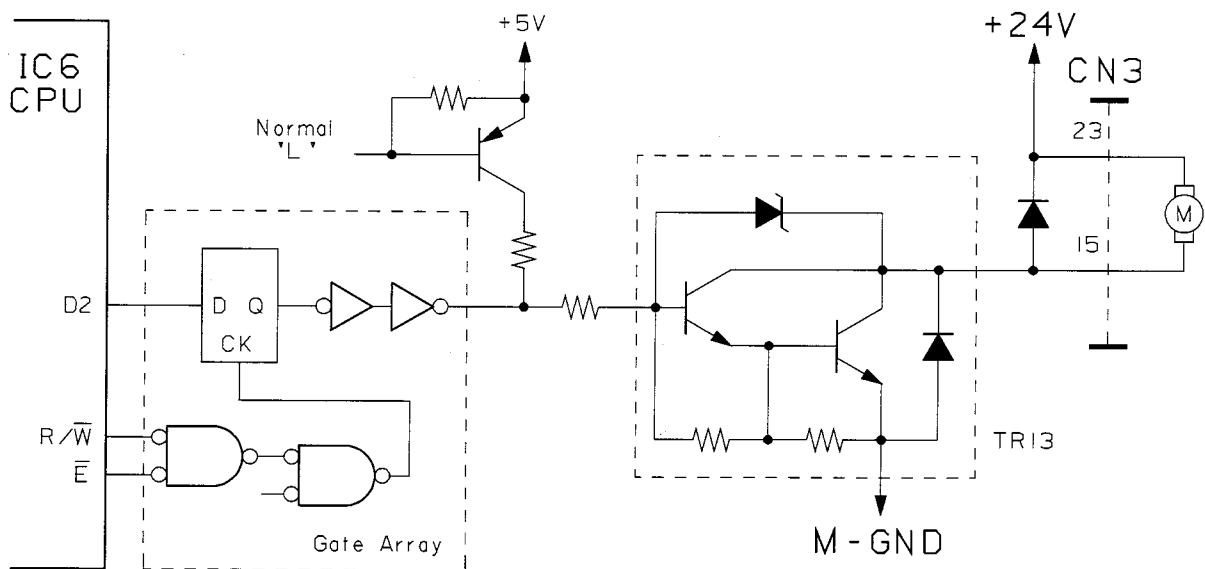 IC6
CPU
+5V
+24V
CN3
Normal
"L"
23
M
15
D2
D Q
CK
R/W̅
E̅
TR13
Gate Array
M-GND